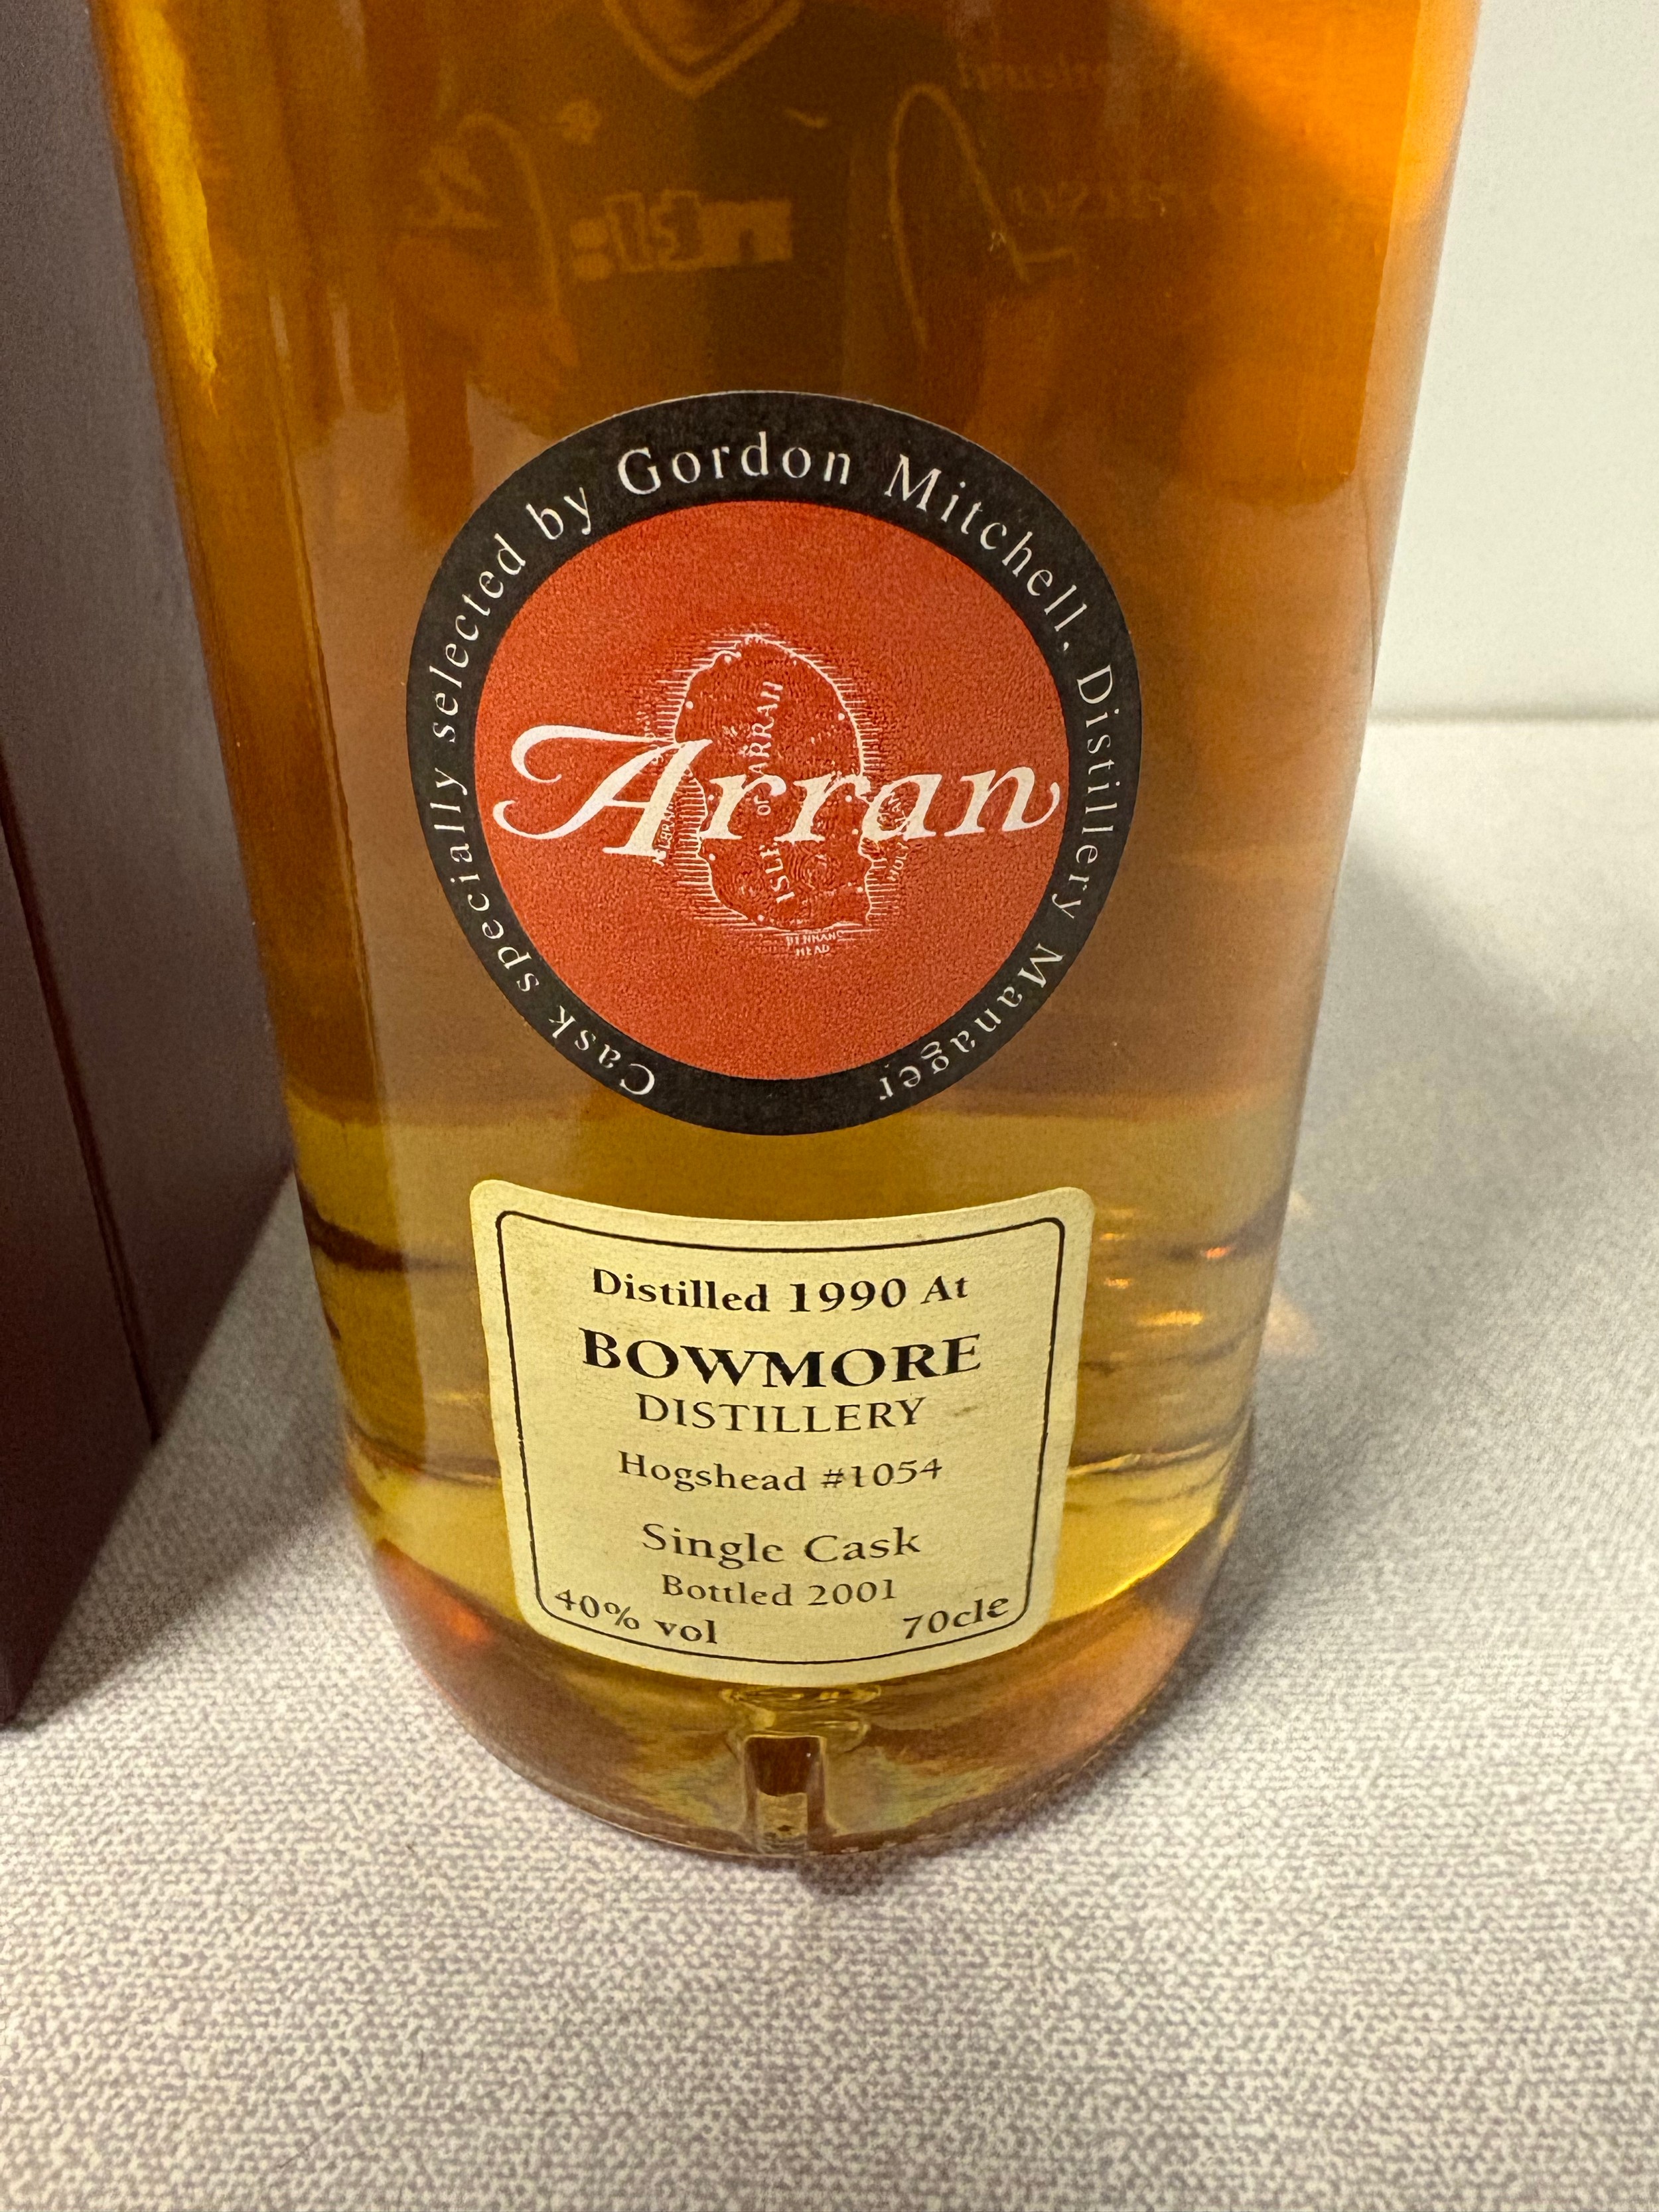 Cask specially selected by Gordon Mitchell. Distillery Manager
Arran
ISLE of ARRAN
HEAD
Distilled 1990 At
BOWMORE
DISTILLERY
Hogshead #1054
Single Cask
Bottled 2001
40% vol 70cle